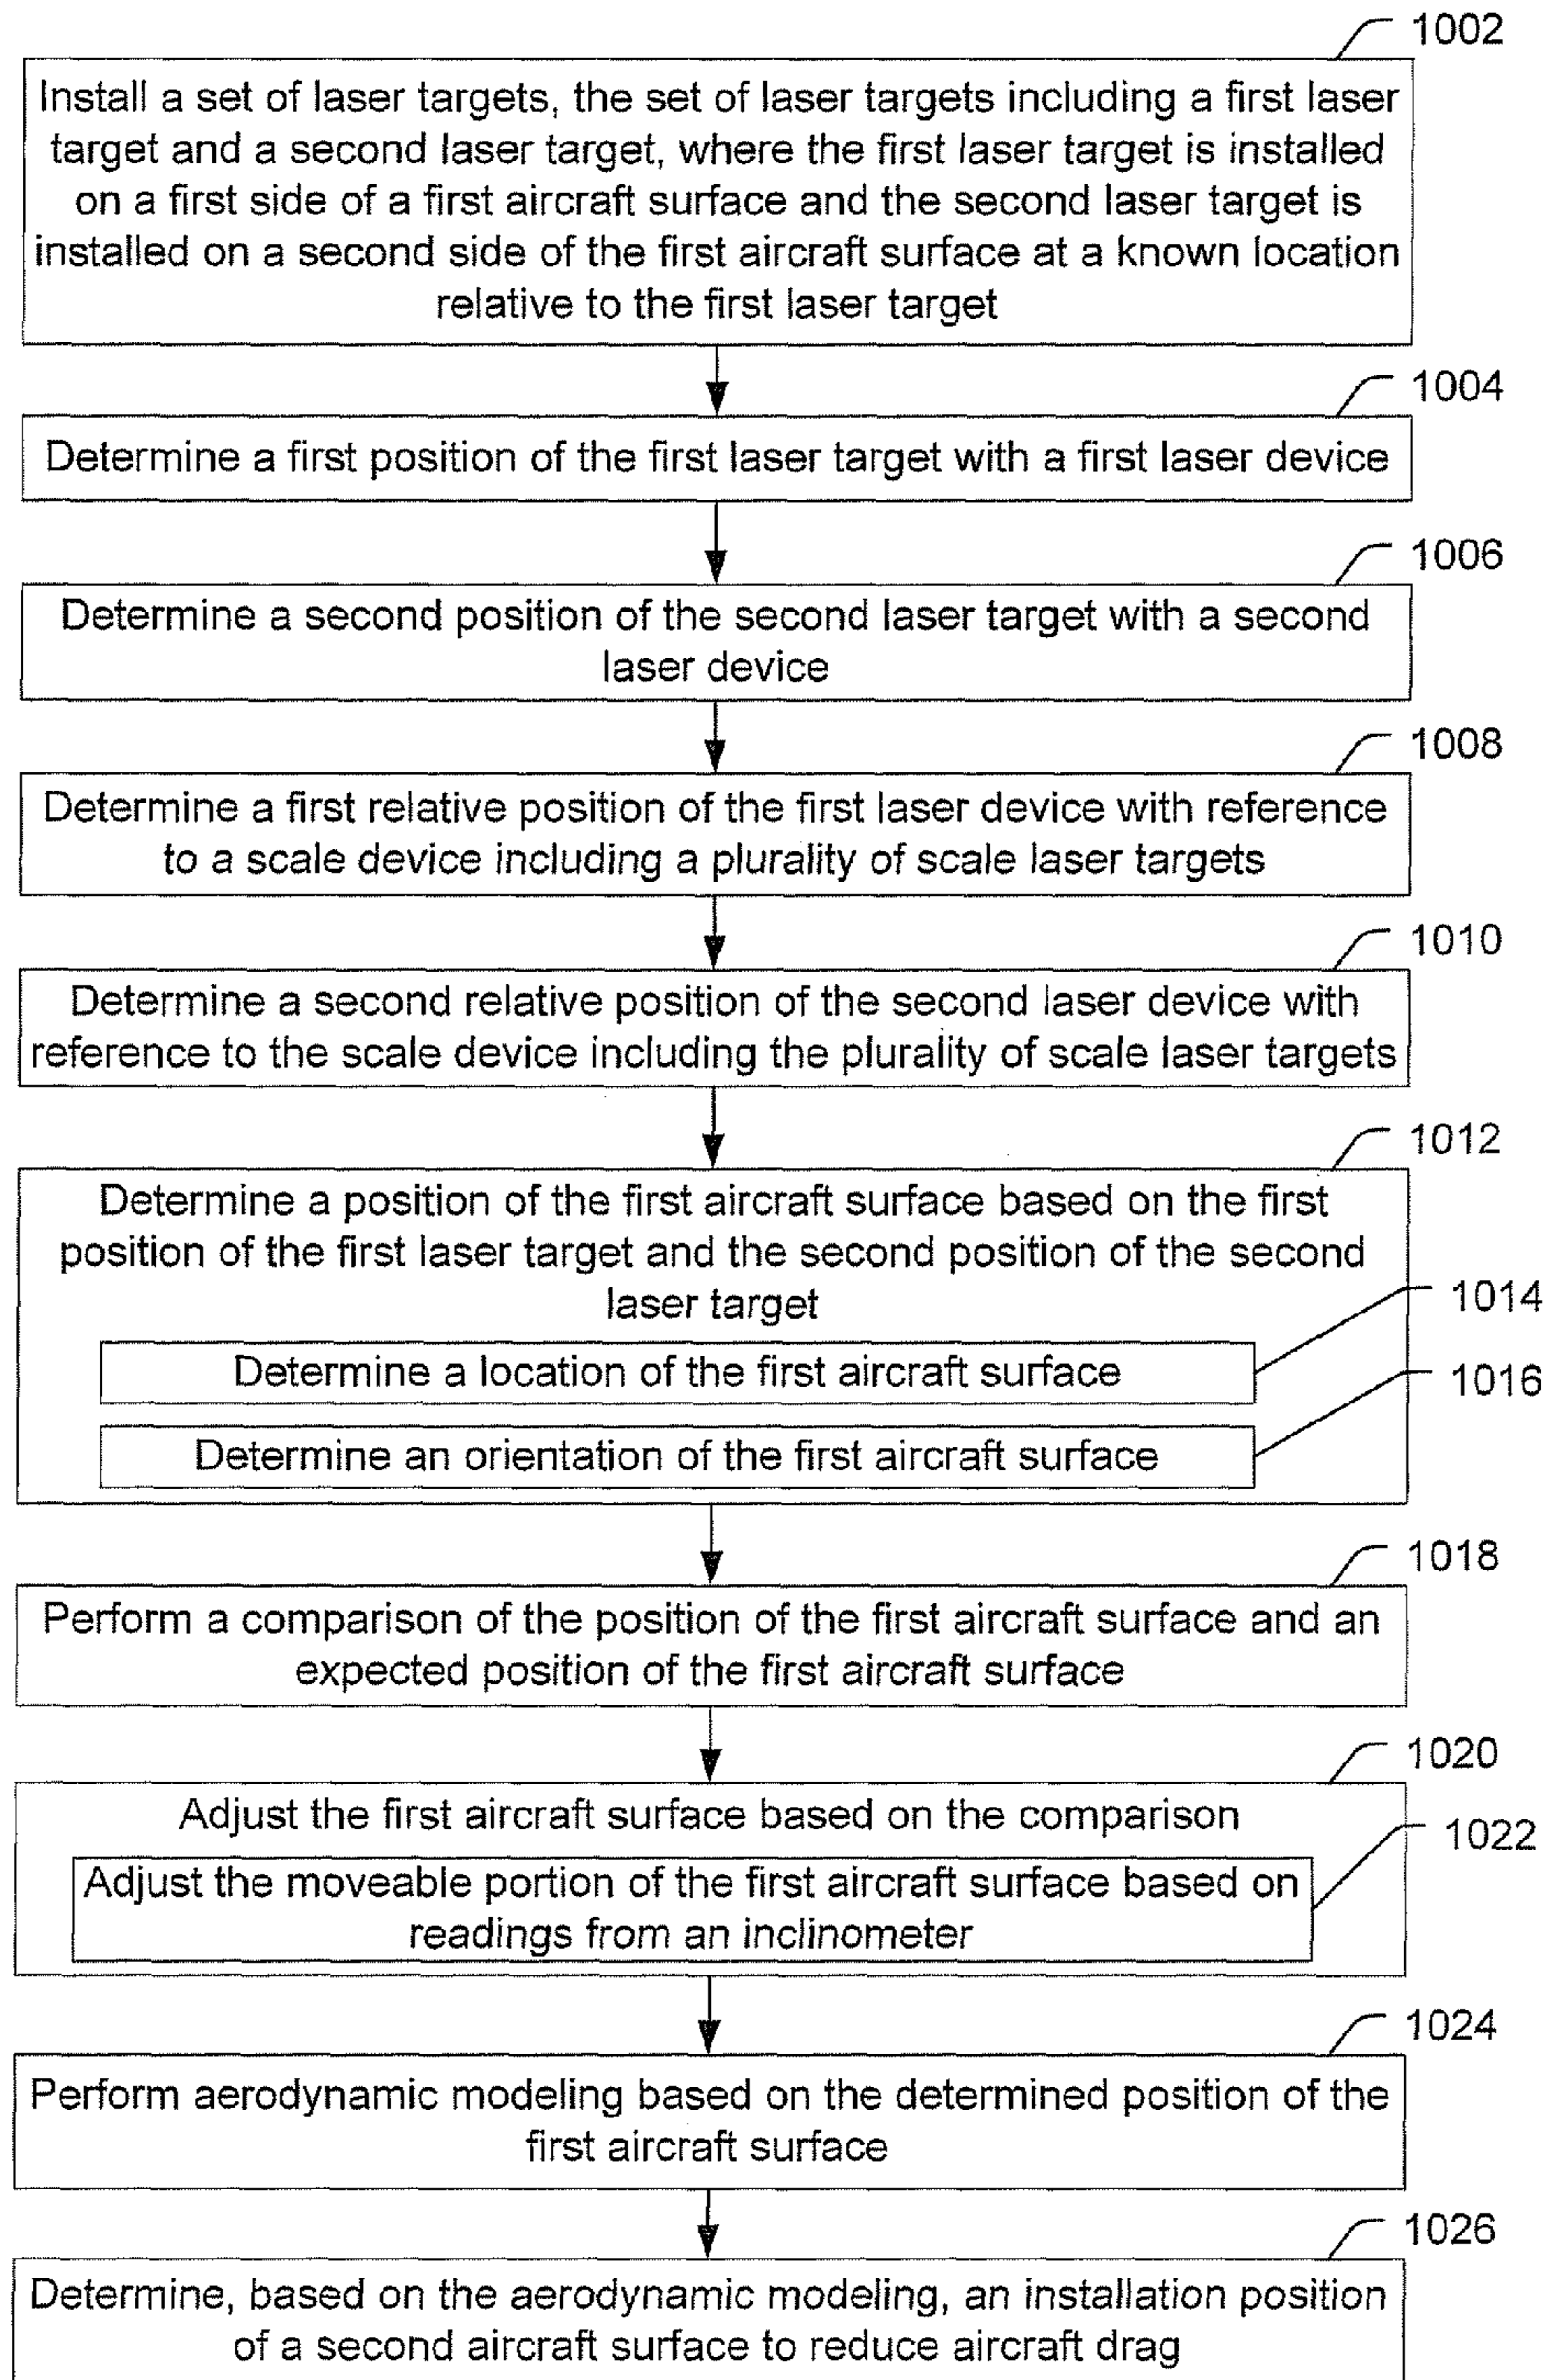 1002
Install a set of laser targets, the set of laser targets including a first laser
target and a second laser target, where the first laser target is installed
on a first side of a first aircraft surface and the second laser target is
installed on a second side of the first aircraft surface at a known location
relative to the first laser target
1004
Determine a first position of the first laser target with a first laser device
1006
Determine a second position of the second laser target with a second
laser device
1008
Determine a first relative position of the first laser device with reference
to a scale device including a plurality of scale laser targets
1010
Determine a second relative position of the second laser device with
reference to the scale device including the plurality of scale laser targets
1012
Determine a position of the first aircraft surface based on the first
position of the first laser target and the second position of the second
laser target
1014
Determine a location of the first aircraft surface
1016
Determine an orientation of the first aircraft surface
1018
Perform a comparison of the position of the first aircraft surface and an
expected position of the first aircraft surface
1020
Adjust the first aircraft surface based on the comparison
1022
Adjust the moveable portion of the first aircraft surface based on
readings from an inclinometer
1024
Perform aerodynamic modeling based on the determined position of the
first aircraft surface
1026
Determine, based on the aerodynamic modeling, an installation position
of a second aircraft surface to reduce aircraft drag